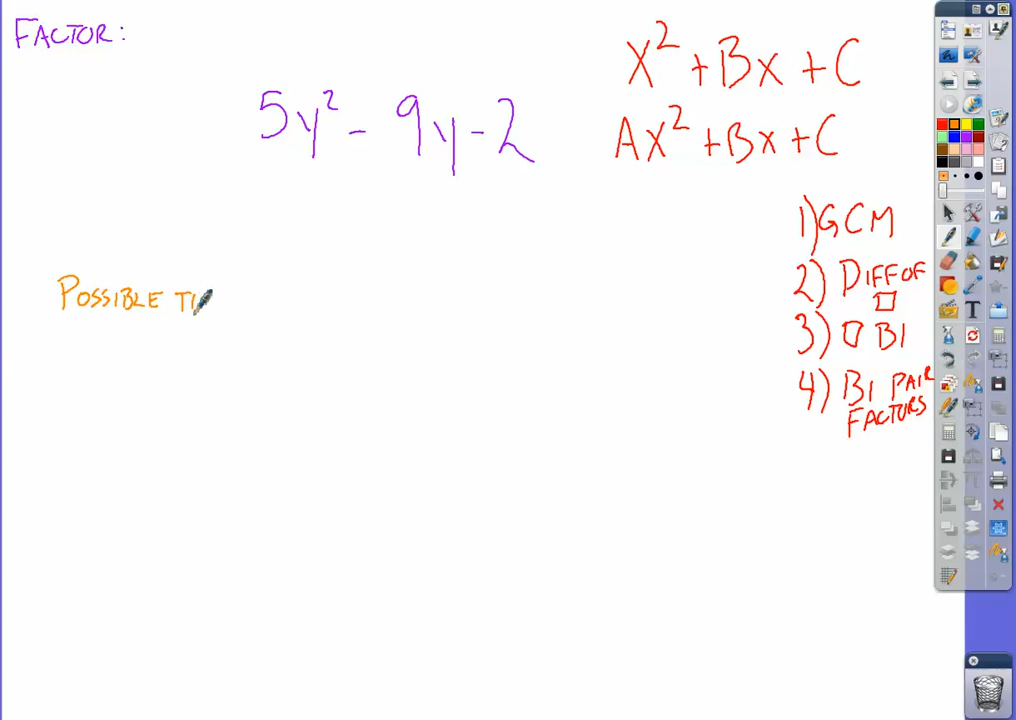 FACTOR:
5y² - 9y - 2
X² + Bx + C
Ax² + Bx + C
1) GCM
2) DIFF OF □
3) □ BI
4) BI PAIR
FACTORS
POSSIBLE
T